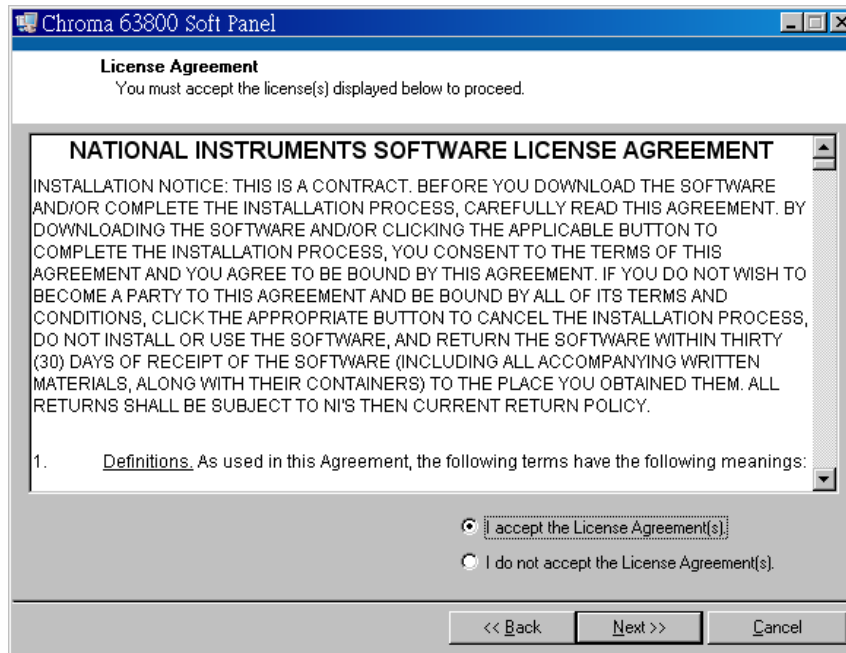 Chroma 63800 Soft Panel
License Agreement
You must accept the license(s) displayed below to proceed.
NATIONAL INSTRUMENTS SOFTWARE LICENSE AGREEMENT
INSTALLATION NOTICE: THIS IS A CONTRACT. BEFORE YOU DOWNLOAD THE SOFTWARE
AND/OR COMPLETE THE INSTALLATION PROCESS, CAREFULLY READ THIS AGREEMENT. BY
DOWNLOADING THE SOFTWARE AND/OR CLICKING THE APPLICABLE BUTTON TO
COMPLETE THE INSTALLATION PROCESS, YOU CONSENT TO THE TERMS OF THIS
AGREEMENT AND YOU AGREE TO BE BOUND BY THIS AGREEMENT. IF YOU DO NOT WISH TO
BECOME A PARTY TO THIS AGREEMENT AND BE BOUND BY ALL OF ITS TERMS AND
CONDITIONS, CLICK THE APPROPRIATE BUTTON TO CANCEL THE INSTALLATION PROCESS,
DO NOT INSTALL OR USE THE SOFTWARE, AND RETURN THE SOFTWARE WITHIN THIRTY
(30) DAYS OF RECEIPT OF THE SOFTWARE (INCLUDING ALL ACCOMPANYING WRITTEN
MATERIALS, ALONG WITH THEIR CONTAINERS) TO THE PLACE YOU OBTAINED THEM. ALL
RETURNS SHALL BE SUBJECT TO NI'S THEN CURRENT RETURN POLICY.
1. Definitions. As used in this Agreement, the following terms have the following meanings:
I accept the License Agreement(s).
I do not accept the License Agreement(s).
<< Back Next >> Cancel